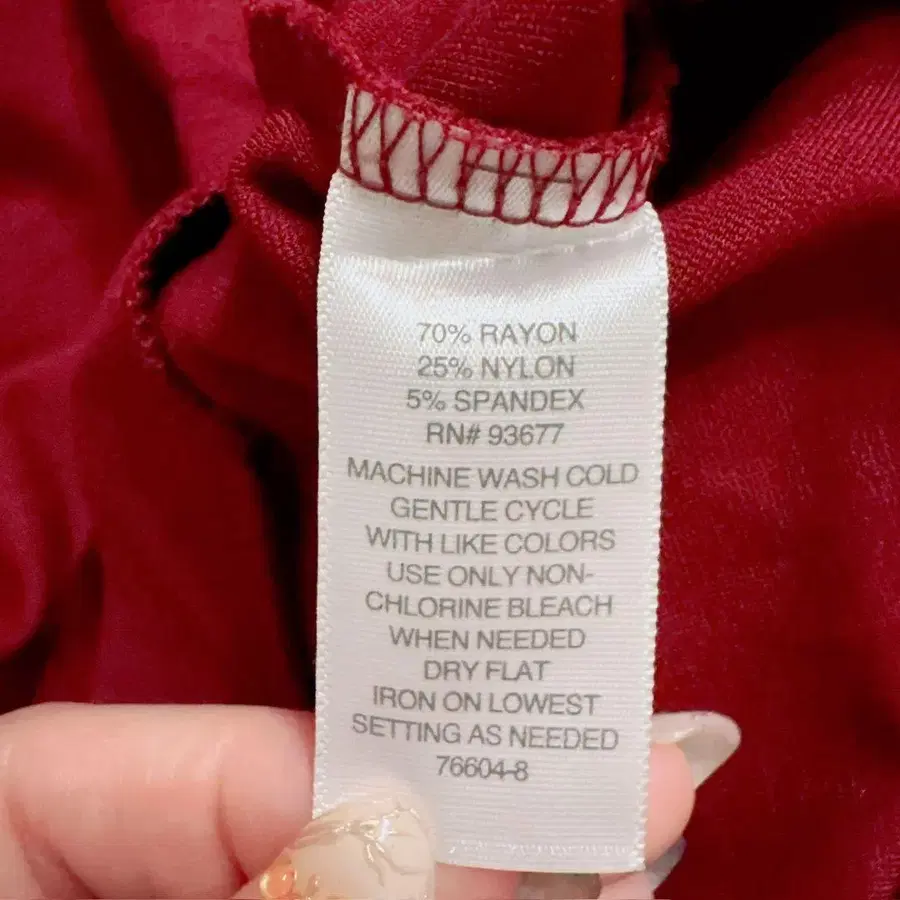 70% RAYON
25% NYLON
5% SPANDEX
RN# 93677
MACHINE WASH COLD
GENTLE CYCLE
WITH LIKE COLORS
USE ONLY NON-
CHLORINE BLEACH
WHEN NEEDED
DRY FLAT
IRON ON LOWEST
SETTING AS NEEDED
76604-8